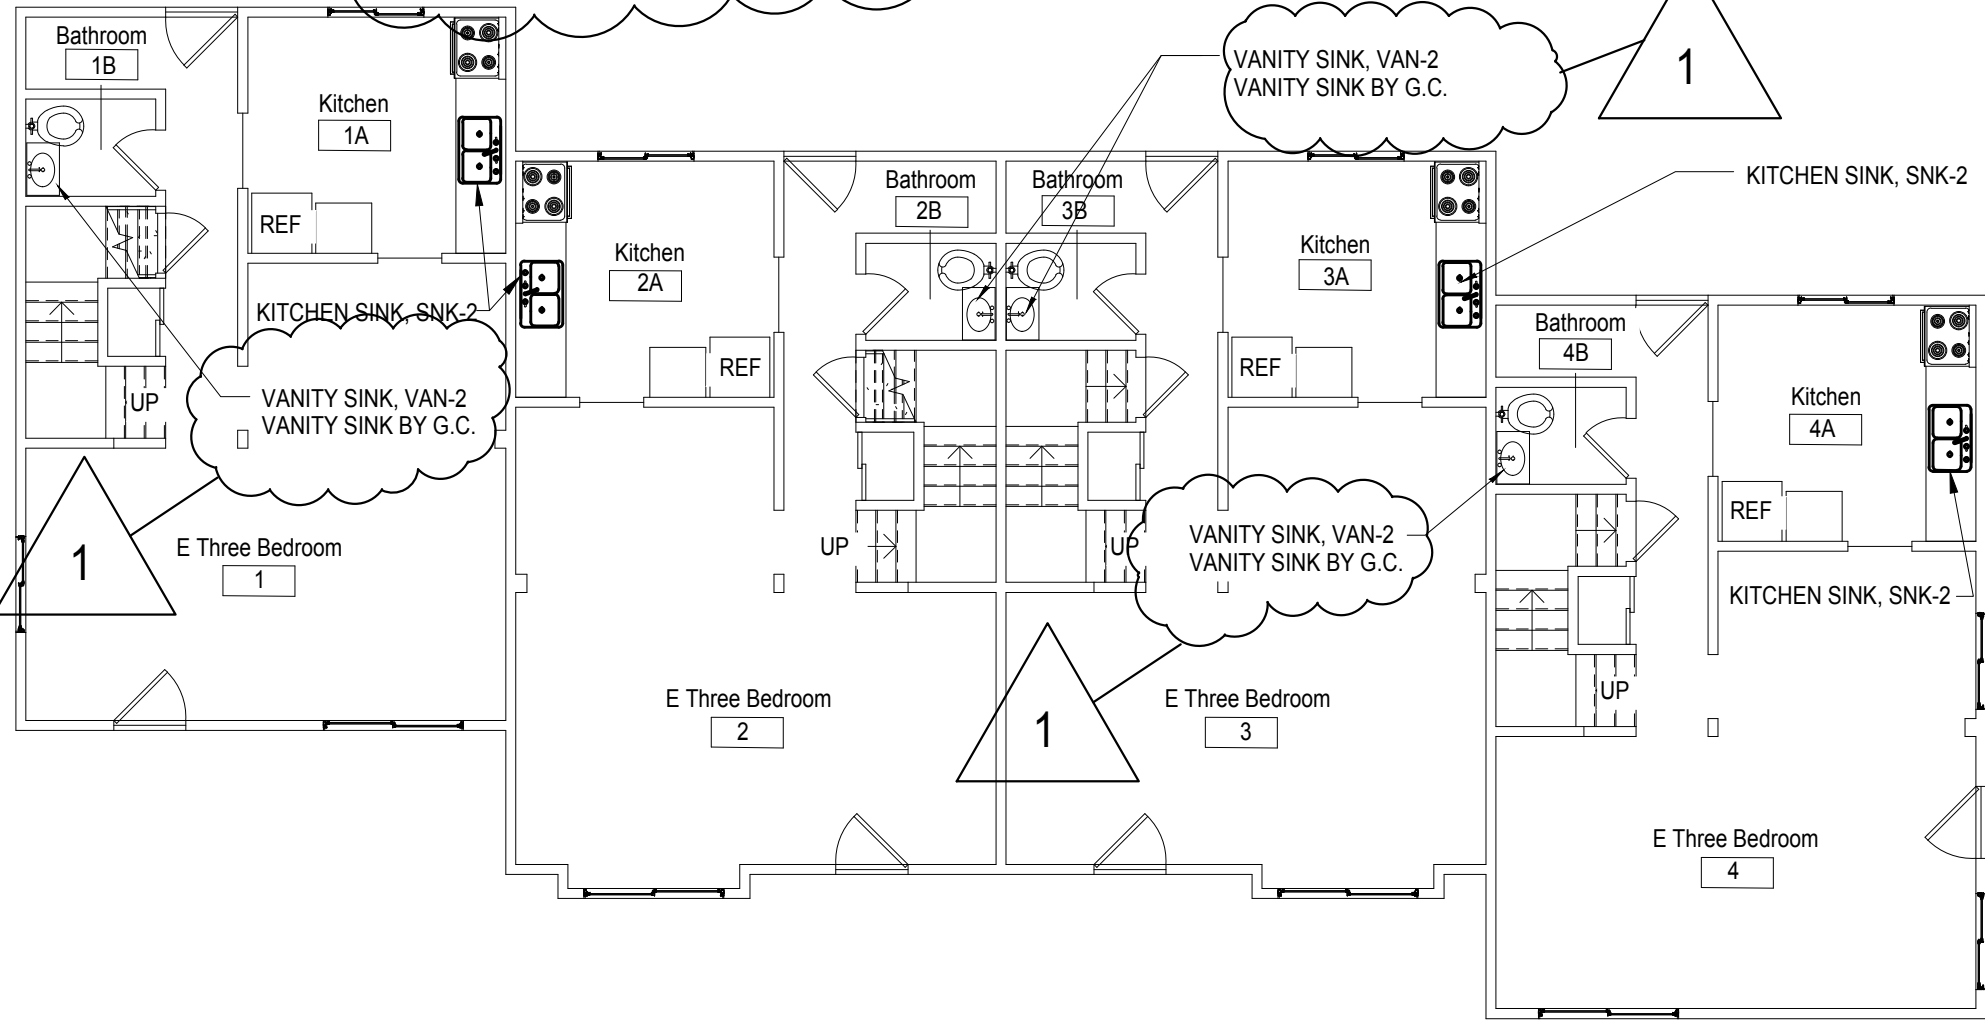 Bathroom
1B
Kitchen
1A
REF
KITCHEN SINK, SNK-2
VANITY SINK, VAN-2
VANITY SINK BY G.C.
UP
1
E Three Bedroom
1
Kitchen
2A
REF
Bathroom
2B
UP
E Three Bedroom
2
VANITY SINK, VAN-2
VANITY SINK BY G.C.
1
Bathroom
3B
Kitchen
3A
REF
KITCHEN SINK, SNK-2
UP
VANITY SINK, VAN-2
VANITY SINK BY G.C.
1
E Three Bedroom
3
Bathroom
4B
Kitchen
4A
REF
KITCHEN SINK, SNK-2
UP
E Three Bedroom
4